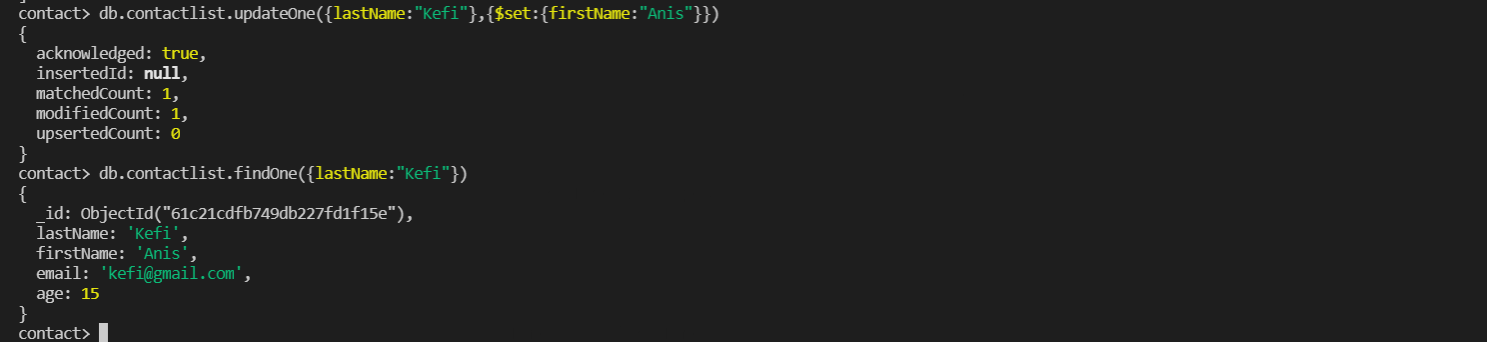 contact> db.contactlist.updateOne({lastName:"Kefi"},{$set:{firstName:"Anis"}})
{
  acknowledged: true,
  insertedId: null,
  matchedCount: 1,
  modifiedCount: 1,
  upsertedCount: 0
}
contact> db.contactlist.findOne({lastName:"Kefi"})
{
  _id: ObjectId("61c21cdfb749db227fd1f15e"),
  lastName: 'Kefi',
  firstName: 'Anis',
  email: 'kefi@gmail.com',
  age: 15
}
contact>